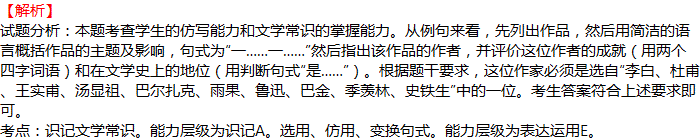 【解析】
试题分析：本题考查学生的仿写能力和文学常识的掌握能力。从例句来看，先列出作品，然后用简洁的语
言概括作品的主题及影响，句式为“一……一……”然后指出该作品的作者，并评价这位作者的成就（用两个
四字词语）和在文学史上的地位（用判断句式“是……”）。根据题干要求，这位作家必须是选自“李白、杜甫
、王实甫、汤显祖、巴尔扎克、雨果、鲁迅、巴金、季羡林、史铁生”中的一位。考生答案符合上述要求即
可。
考点：识记文学常识。能力层级为识记A。选用、仿用、变换句式。能力层级为表达运用E。